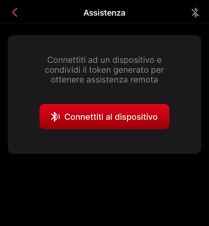 Assistenza
Connettiti ad un dispositivo e
condividi il token generato per
ottenere assistenza remota
Connettiti al dispositivo